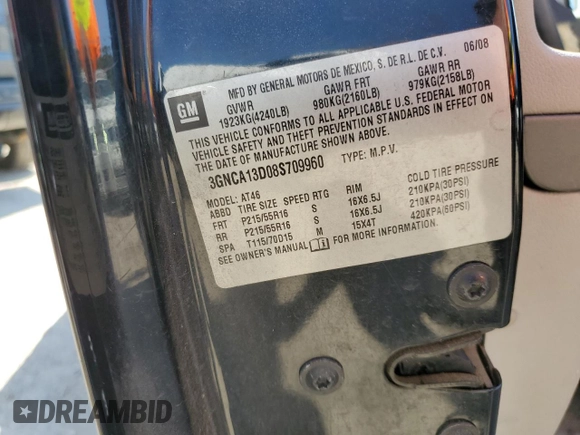 MFD BY GENERAL MOTORS DE MEXICO, S. DE R.L. DE C.V. 06/08
GM
GVWR GAWR FRT GAWR RR
1923KG(4240LB) 980KG(2160LB) 979KG(2158LB)
THIS VEHICLE CONFORMS TO ALL APPLICABLE U.S. FEDERAL MOTOR
VEHICLE SAFETY AND THEFT PREVENTION STANDARDS IN EFFECT ON
THE DATE OF MANUFACTURE SHOWN ABOVE.
3GNCA13D08S709960 TYPE: M.P.V.
MODEL: AT46
ABBD TIRE SIZE SPEED RTG RIM COLD TIRE PRESSURE
FRT P215/55R16 S 16X6.5J 210KPA(30PSI)
RR P215/55R16 S 16X6.5J 210KPA(30PSI)
SPA T115/70D15 M 15X4T 420KPA(60PSI)
SEE OWNER'S MANUAL FOR MORE INFORMATION.
DREAMBID